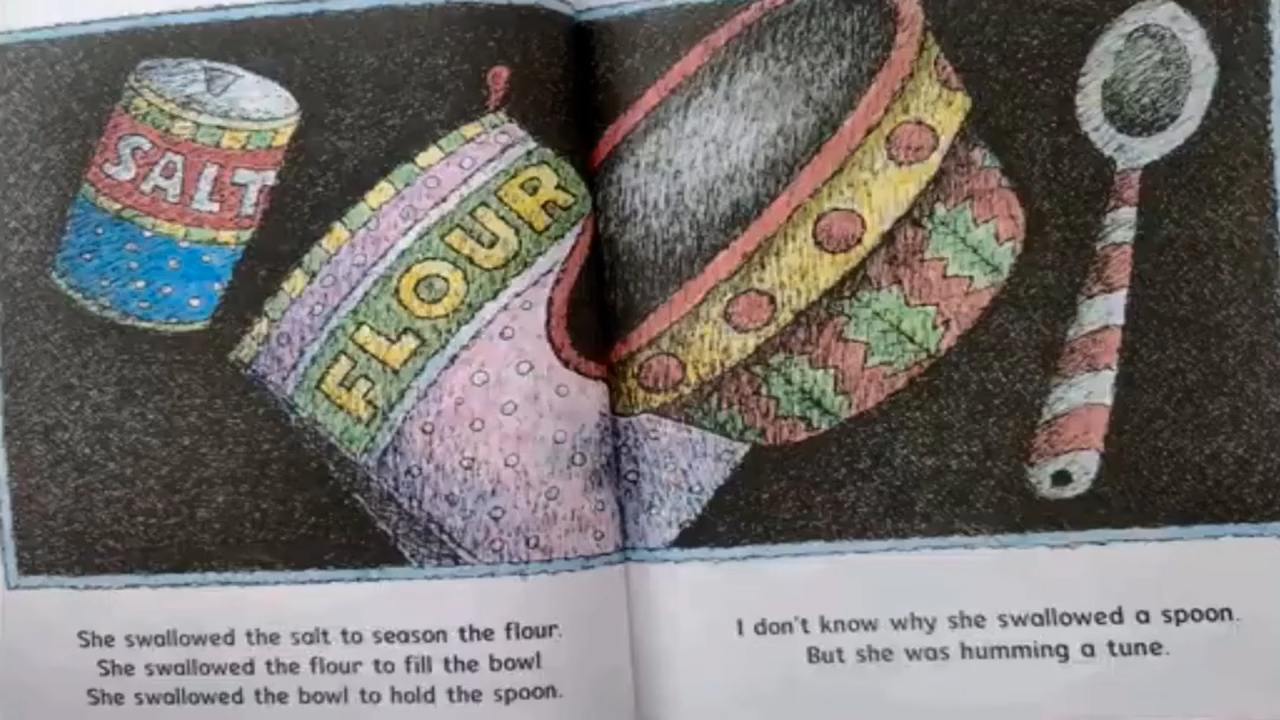 SALT
FLOUR
She swallowed the salt to season the flour.
She swallowed the flour to fill the bowl
She swallowed the bowl to hold the spoon.
I don't know why she swallowed a spoon.
But she was humming a tune.